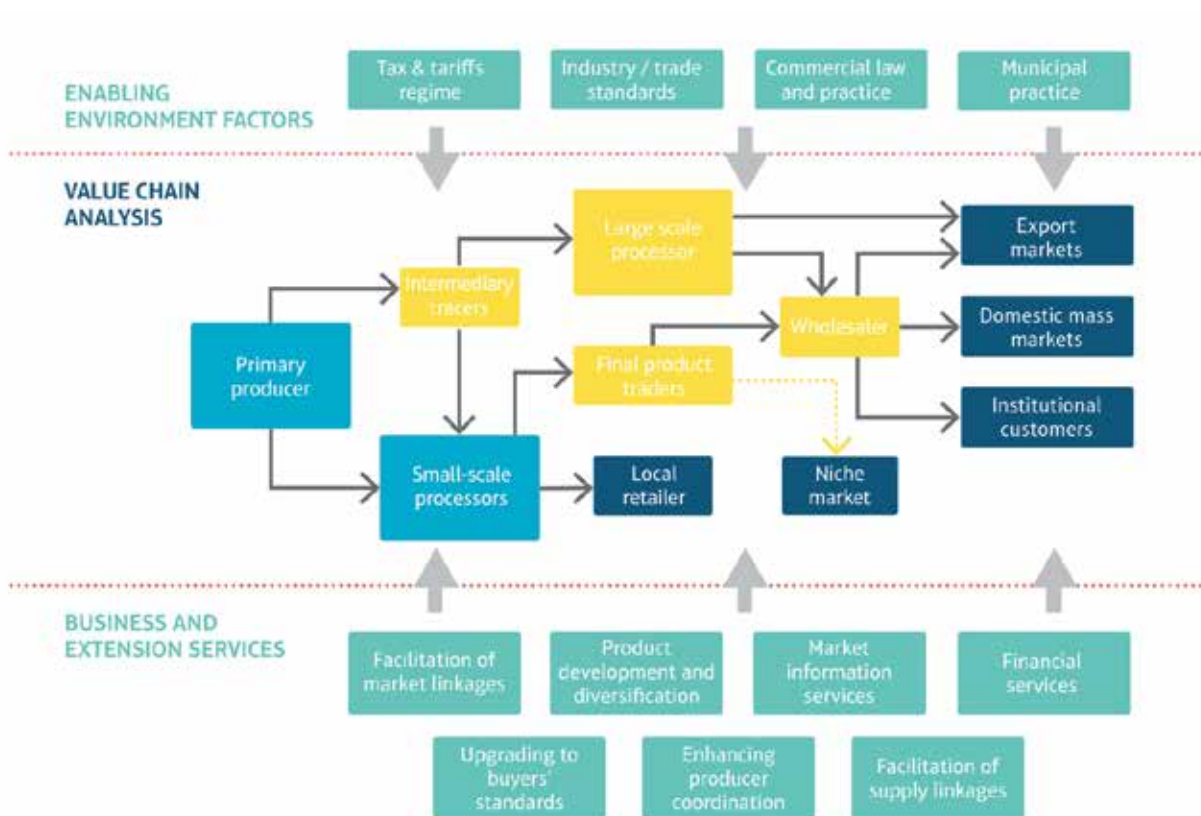 ENABLING
ENVIRONMENT FACTORS
Tax & tariffs
regime
Industry / trade
standards
Commercial law
and practice
Municipal
practice
VALUE CHAIN
ANALYSIS
Large scale
processor
Export
markets
Intermediary
tracers
Wholesaler
Domestic mass
markets
Primary
producer
Final product
traders
Institutional
customers
Small-scale
processors
Local
retailer
Niche
market
BUSINESS AND
EXTENSION SERVICES
Facilitation of
market linkages
Product
development and
diversification
Market
information
services
Financial
services
Upgrading to
buyers'
standards
Enhancing
producer
coordination
Facilitation of
supply linkages